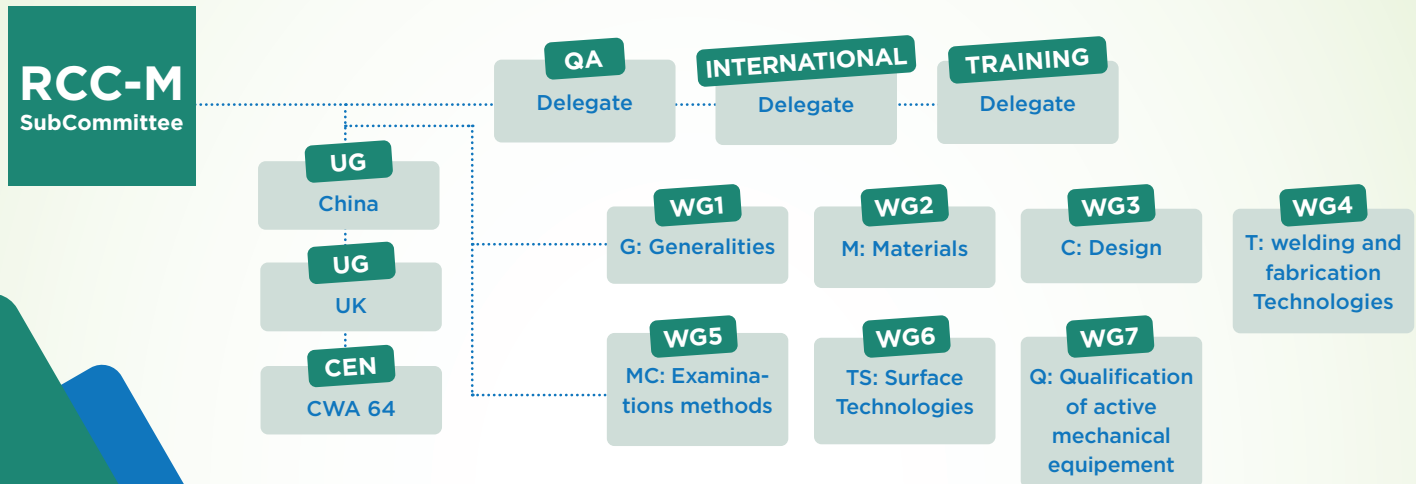 RCC-M
SubCommittee
QA
Delegate
INTERNATIONAL
Delegate
TRAINING
Delegate
UG
China
UG
UK
CEN
CWA 64
WG1
G: Generalities
WG2
M: Materials
WG3
C: Design
WG4
T: welding and
fabrication
Technologies
WG5
MC: Examina-
tions methods
WG6
TS: Surface
Technologies
WG7
Q: Qualification
of active
mechanical
equipement